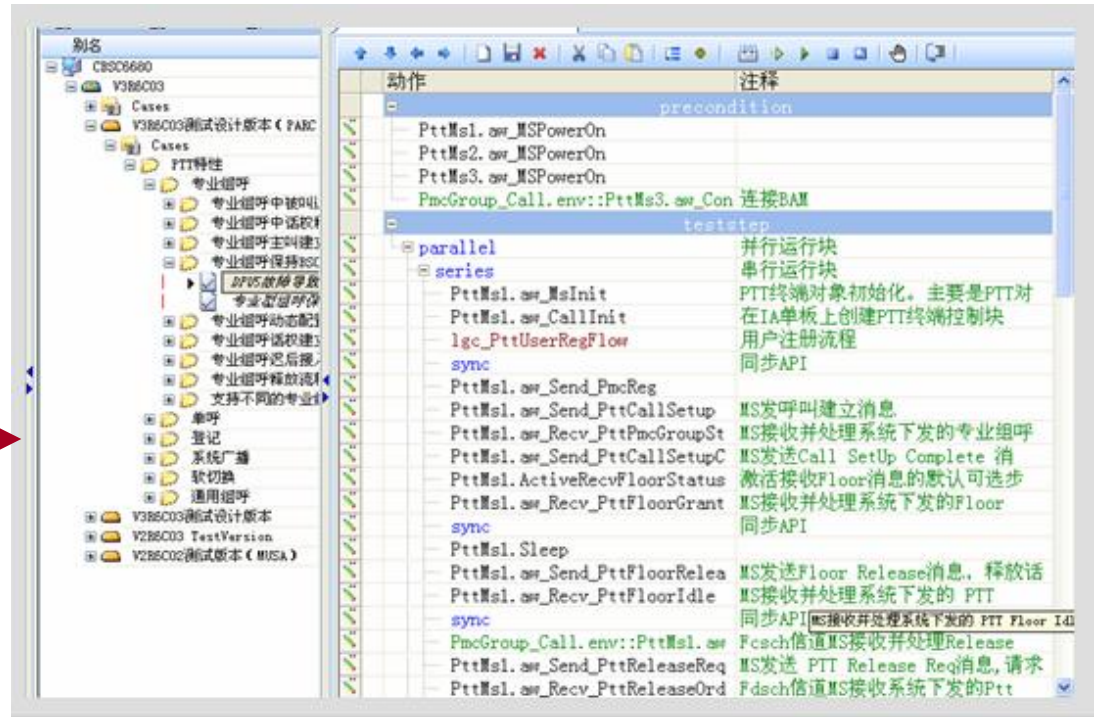 别名
CBSC6680
V3R6C03
Cases
V3R6C03测试设计版本(PARC
Cases
PTT特性
专业组呼
专业组呼中被叫
专业组呼中话权
专业组呼主叫建
专业组呼保持BSC
DPU5故障导致
专业型组呼保
专业组呼动态配
专业组呼话权建
专业组呼迟后接
专业组呼释放流
支持不同的专业
单呼
登记
系统广播
软切换
通用组呼
V3R6C03测试设计版本
V2R6C03 TestVersion
V2R6C02测试版本(MUSA)
动作 注释
precondition
PttMs1.aw_MSPowerOn
PttMs2.aw_MSPowerOn
PttMs3.aw_MSPowerOn
PmcGroup_Call.env::PttMs3.aw_Con 连接BAM
teststep
parallel 并行运行块
series 串行运行块
PttMs1.aw_MsInit PTT终端对象初始化。主要是PTT对
PttMs1.aw_CallInit 在IA单板上创建PTT终端控制块
lgc_PttUserRegFlow 用户注册流程
sync 同步API
PttMs1.aw_Send_PmcReg
PttMs1.aw_Send_PttCallSetup MS发呼叫建立消息
PttMs1.aw_Recv_PttPmcGroupSt MS接收并处理系统下发的专业组呼
PttMs1.aw_Send_PttCallSetupC MS发送Call SetUp Complete 消
PttMs1.ActiveRecvFloorStatus 激活接收Floor消息的默认可选步
PttMs1.aw_Recv_PttFloorGrant MS接收并处理系统下发的Floor
sync 同步API
PttMs1.Sleep
PttMs1.aw_Send_PttFloorRelea MS发送Floor Release消息,释放话
PttMs1.aw_Recv_PttFloorIdle MS接收并处理系统下发的 PTT
sync 同步API
MS接收并处理系统下发的 PTT Floor Idl
PmcGroup_Call.env::PttMs1.aw Fcsch信道MS接收并处理Release
PttMs1.aw_Send_PttReleaseReq MS发送 PTT Release Req消息,请求
PttMs1.aw_Recv_PttReleaseOrd Fdsch信道MS接收系统下发的Ptt